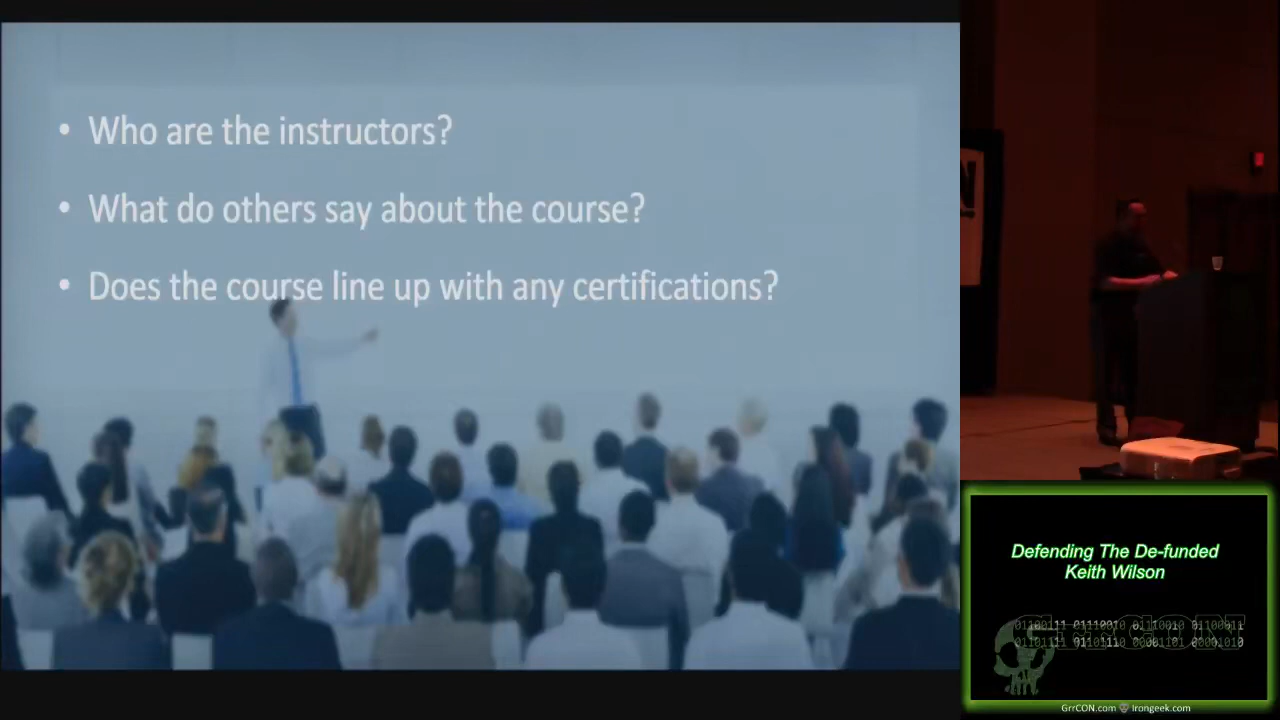 • Who are the instructors?
• What do others say about the course?
• Does the course line up with any certifications?
N
Defending The De-funded
Keith Wilson
GrrCON
GrrCON.com Irongeek.com